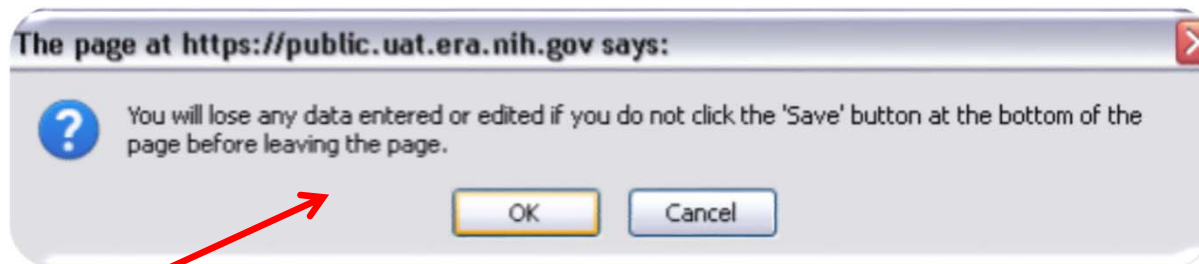 The page at https://public.uat.era.nih.gov says:
You will lose any data entered or edited if you do not click the 'Save' button at the bottom of the
page before leaving the page.
OK Cancel